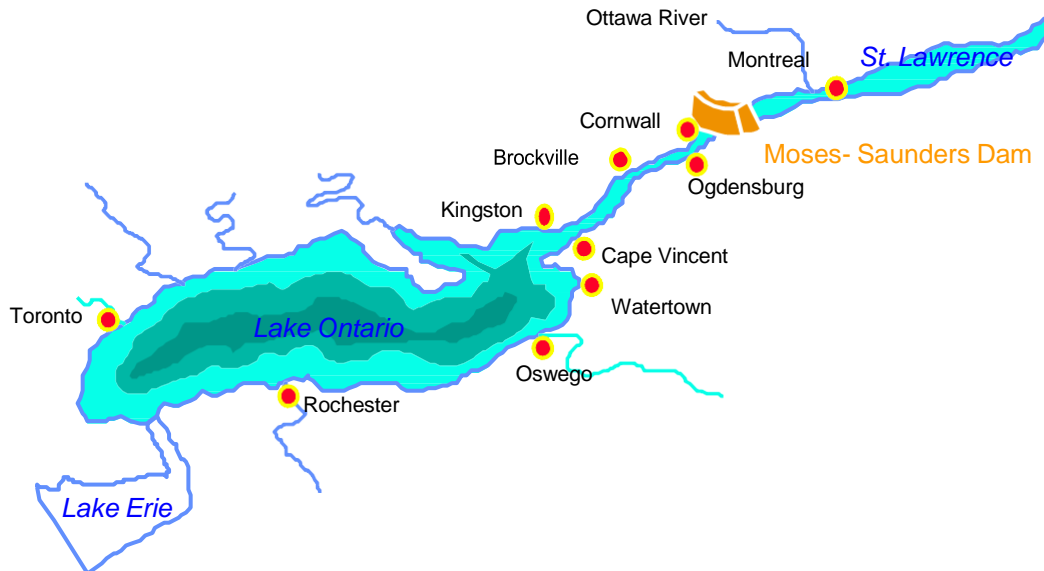 Ottawa River
Montreal
St. Lawrence
Cornwall
Moses- Saunders Dam
Brockville
Ogdensburg
Kingston
Cape Vincent
Watertown
Toronto
Lake Ontario
Oswego
Rochester
Lake Erie